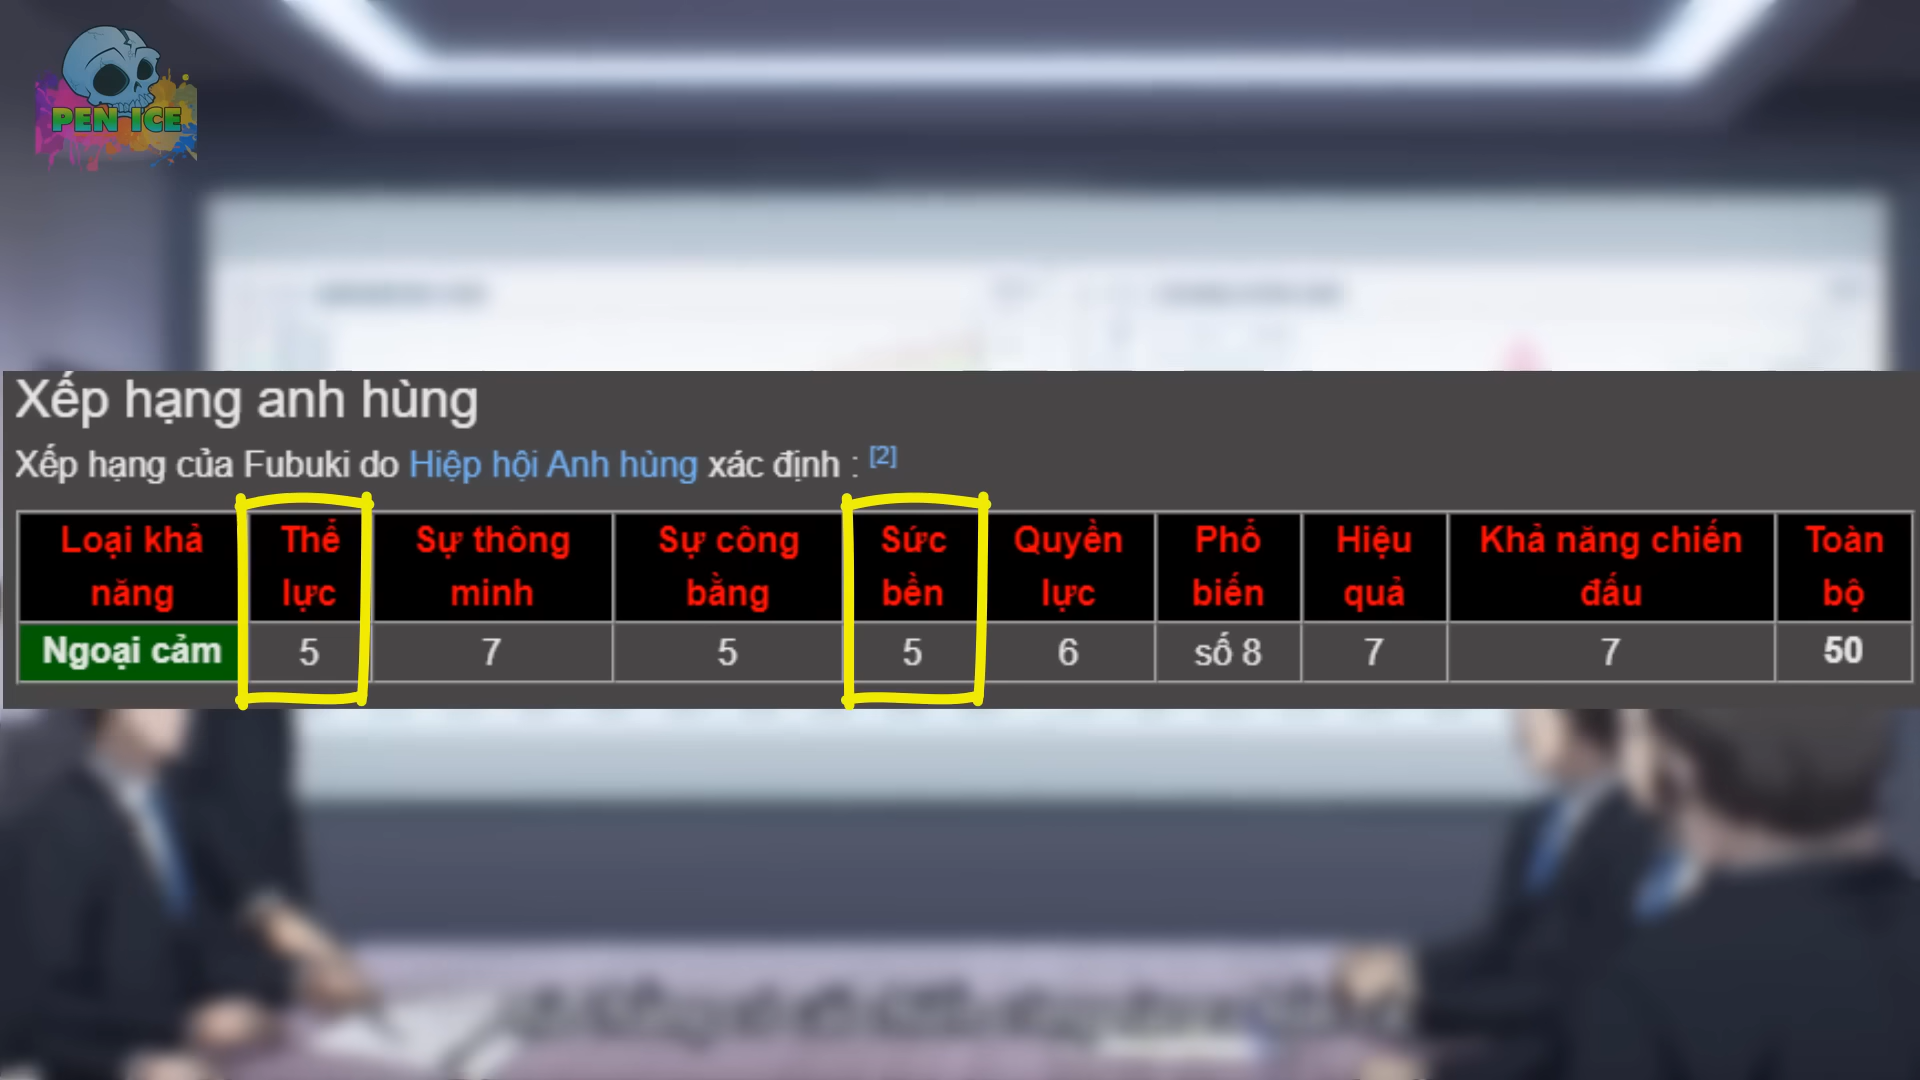 PEN ICE
Xếp hạng anh hùng
Xếp hạng của Fubuki do Hiệp hội Anh hùng xác định : [2]
Loại khả năng Thể lực Sự thông minh Sự công bằng Sức bền Quyền lực Phổ biến Hiệu quả Khả năng chiến đấu Toàn bộ
Ngoại cảm 5 7 5 5 6 số 8 7 7 50